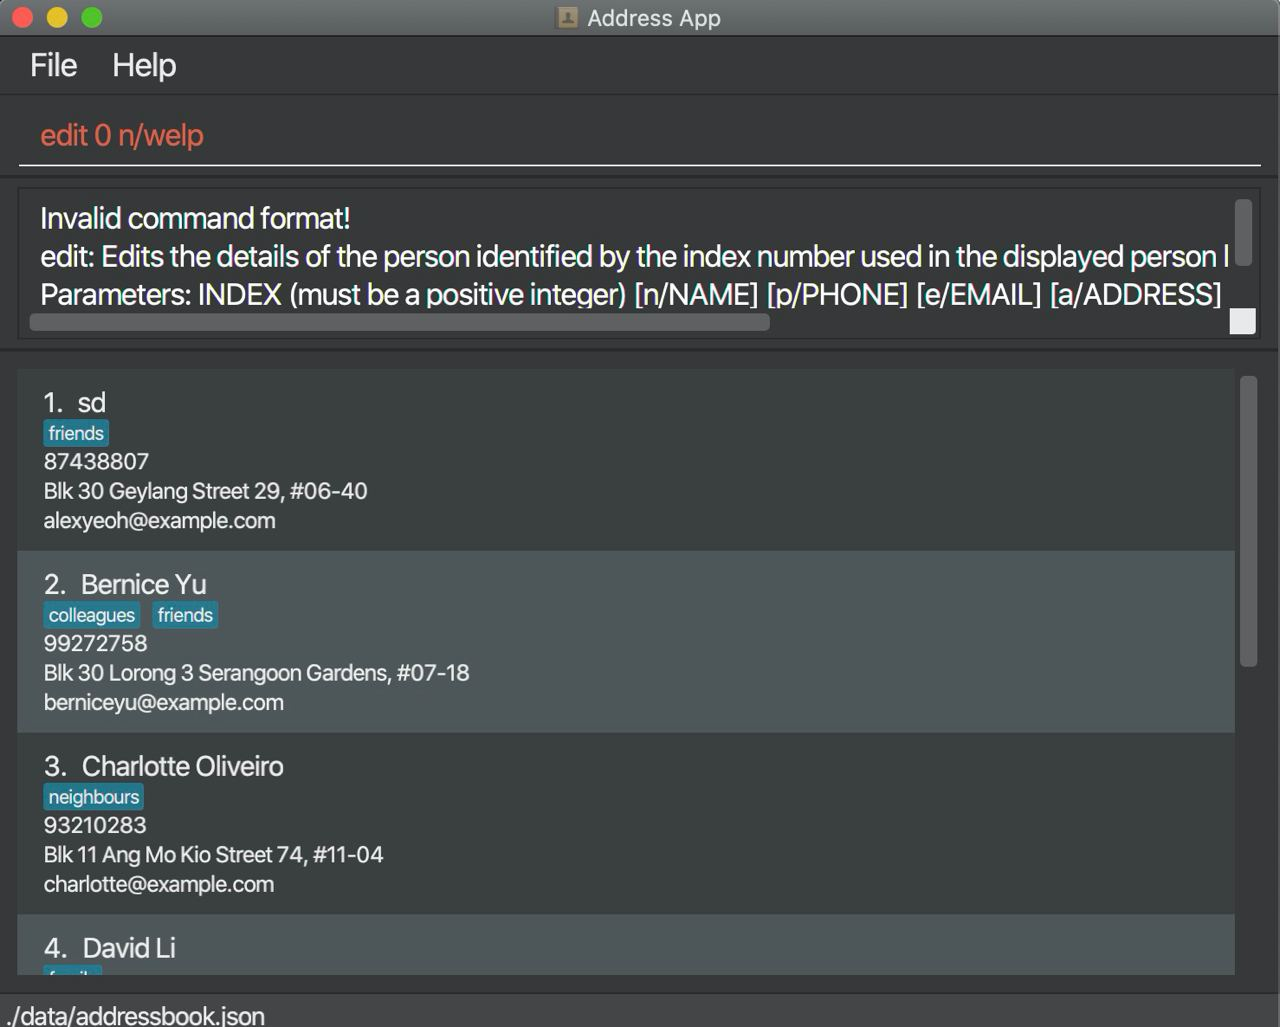 Address App
File Help
edit 0 n/welp
Invalid command format!
edit: Edits the details of the person identified by the index number used in the displayed person
Parameters: INDEX (must be a positive integer) [n/NAME] [p/PHONE] [e/EMAIL] [a/ADDRESS]
1. sd
friends
87438807
Blk 30 Geylang Street 29, #06-40
alexyeoh@example.com
2. Bernice Yu
colleagues friends
99272758
Blk 30 Lorong 3 Serangoon Gardens, #07-18
berniceyu@example.com
3. Charlotte Oliveiro
neighbours
93210283
Blk 11 Ang Mo Kio Street 74, #11-04
charlotte@example.com
4. David Li
./data/addressbook.json